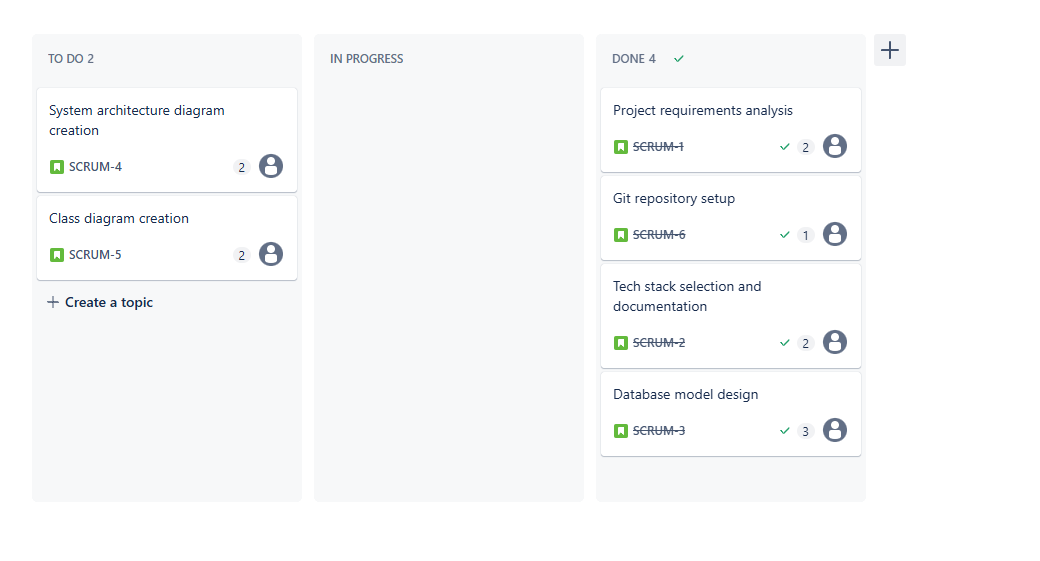 TO DO 2
System architecture diagram
creation
SCRUM-4 2
Class diagram creation
SCRUM-5 2
Create a topic
IN PROGRESS
DONE 4
Project requirements analysis
SCRUM-1 2
Git repository setup
SCRUM-6 1
Tech stack selection and
documentation
SCRUM-2 2
Database model design
SCRUM-3 3